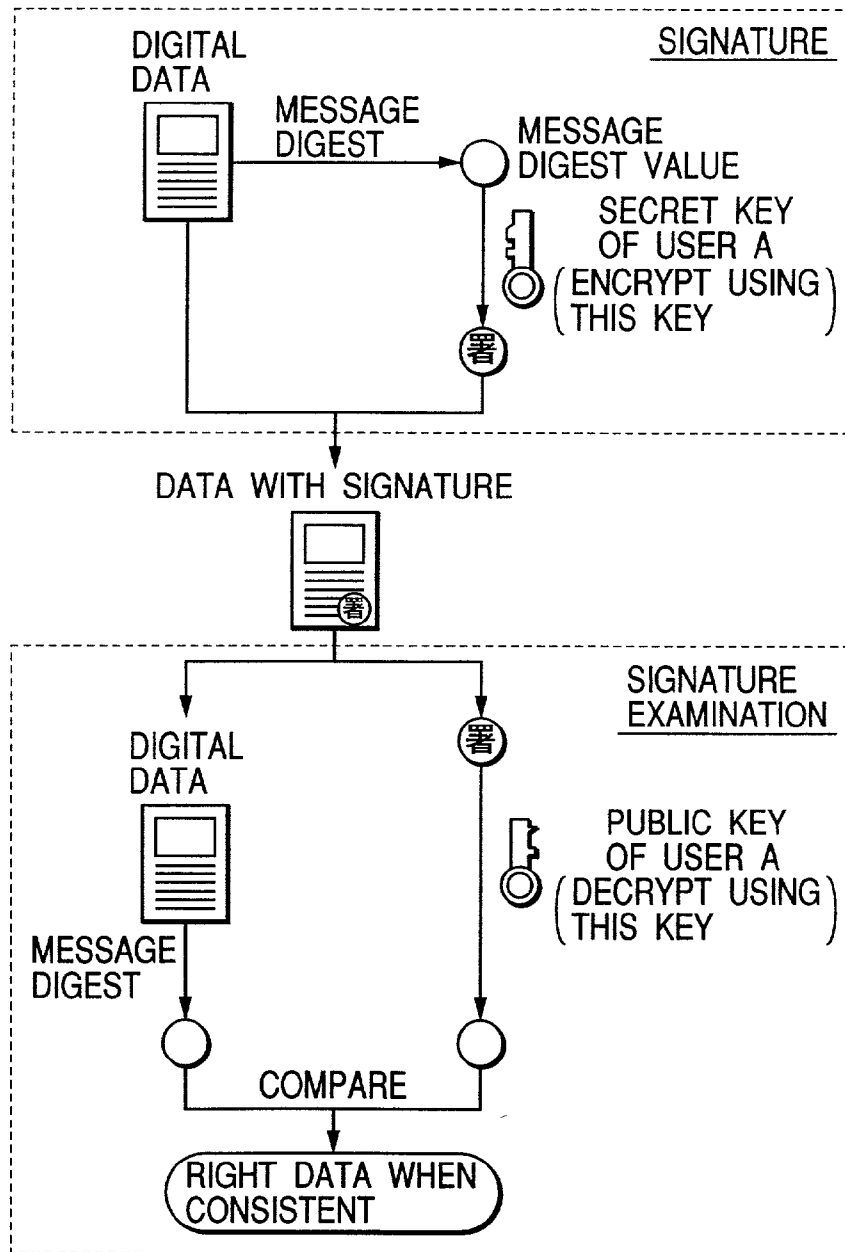 DIGITAL
DATA
SIGNATURE
MESSAGE
DIGEST
MESSAGE
DIGEST VALUE
SECRET KEY
OF USER A
(ENCRYPT USING
THIS KEY)
署
DATA WITH SIGNATURE
署
SIGNATURE
EXAMINATION
署
DIGITAL
DATA
PUBLIC KEY
OF USER A
(DECRYPT USING
THIS KEY)
MESSAGE
DIGEST
COMPARE
RIGHT DATA WHEN
CONSISTENT